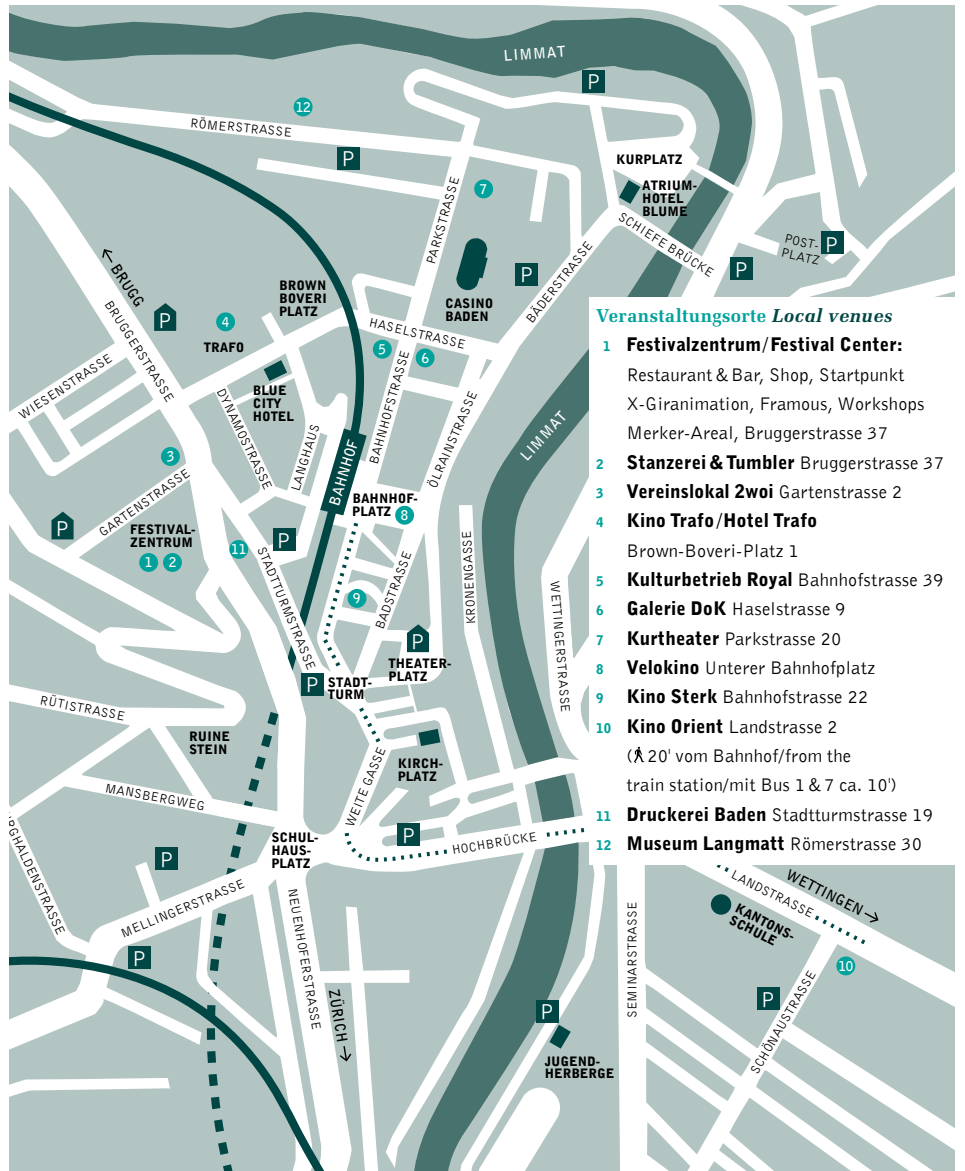 LIMMAT
P
12
RÖMERSTRASSE
P
KURPLATZ
7
ATRIUM-
HOTEL
BLUME
PARKSTRASSE
SCHIEFE BRÜCKE
POST-
PLATZ
P
P
P
← BRUGG
BROWN
BOVERI
PLATZ
CASINO
BADEN
BÄDERSTRASSE
P
4
TRAFO
HASELSTRASSE
5
6
BRUGGERSTRASSE
WIESENSTRASSE
BLUE
CITY
HOTEL
DYNAMOSTRASSE
LANGHAUS
BAHNHOF
BAHNHOFSTRASSE
ÖLRAINSTRASSE
LIMMAT
3
GARTENSTRASSE
P
FESTIVAL-
ZENTRUM
1 2
11
P
BAHNHOF-
PLATZ
8
STADTTURMSTRASSE
9
BADSTRASSE
KRONENGASSE
WETTINGERSTRASSE
P
THEATER-
PLATZ
P
STADT-
TURM
RÜTISTRASSE
RUINE
STEIN
KIRCH-
PLATZ
MANSBERGWEG
WEITE GASSE
SCHUL-
HAUS-
PLATZ
P
HOCHBRÜCKE
RGHALDENSTRASSE
P
MELLINGERSTRASSE
P
NEUENHOFERSTRASSE
ZÜRICH →
SEMINARSTRASSE
WETTINGEN →
LANDSTRASSE
KANTONS-
SCHULE
10
P
SCHÖNAUSTRASSE
P
JUGEND-
HERBERGE
Veranstaltungsorte Local venues
1 Festivalzentrum/Festival Center:
Restaurant & Bar, Shop, Startpunkt
X-Giranimation, Framous, Workshops
Merker-Areal, Bruggerstrasse 37
2 Stanzerei & Tumbler Bruggerstrasse 37
3 Vereinslokal 2woi Gartenstrasse 2
4 Kino Trafo/Hotel Trafo
Brown-Boveri-Platz 1
5 Kulturbetrieb Royal Bahnhofstrasse 39
6 Galerie DoK Haselstrasse 9
7 Kurtheater Parkstrasse 20
8 Velokino Unterer Bahnhofplatz
9 Kino Sterk Bahnhofstrasse 22
10 Kino Orient Landstrasse 2
(20' vom Bahnhof/from the
train station/mit Bus 1 & 7 ca. 10')
11 Druckerei Baden Stadtturmstrasse 19
12 Museum Langmatt Römerstrasse 30